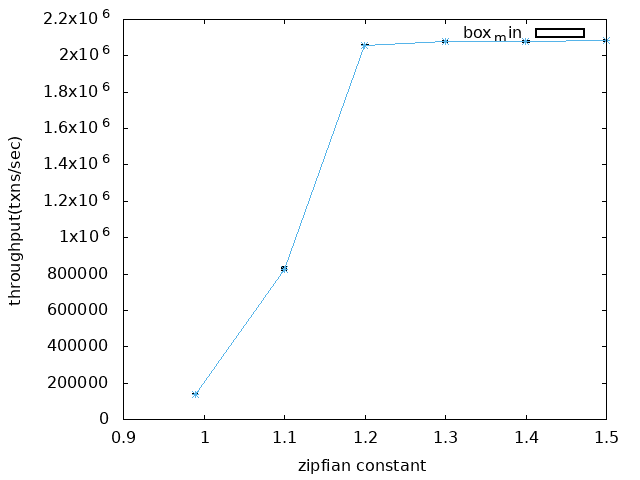 2.2x10^6
2x10^6
1.8x10^6
1.6x10^6
1.4x10^6
1.2x10^6
1x10^6
800000
600000
400000
200000
0
throughput(txns/sec)
box_min
0.9 1 1.1 1.2 1.3 1.4 1.5
zipfian constant